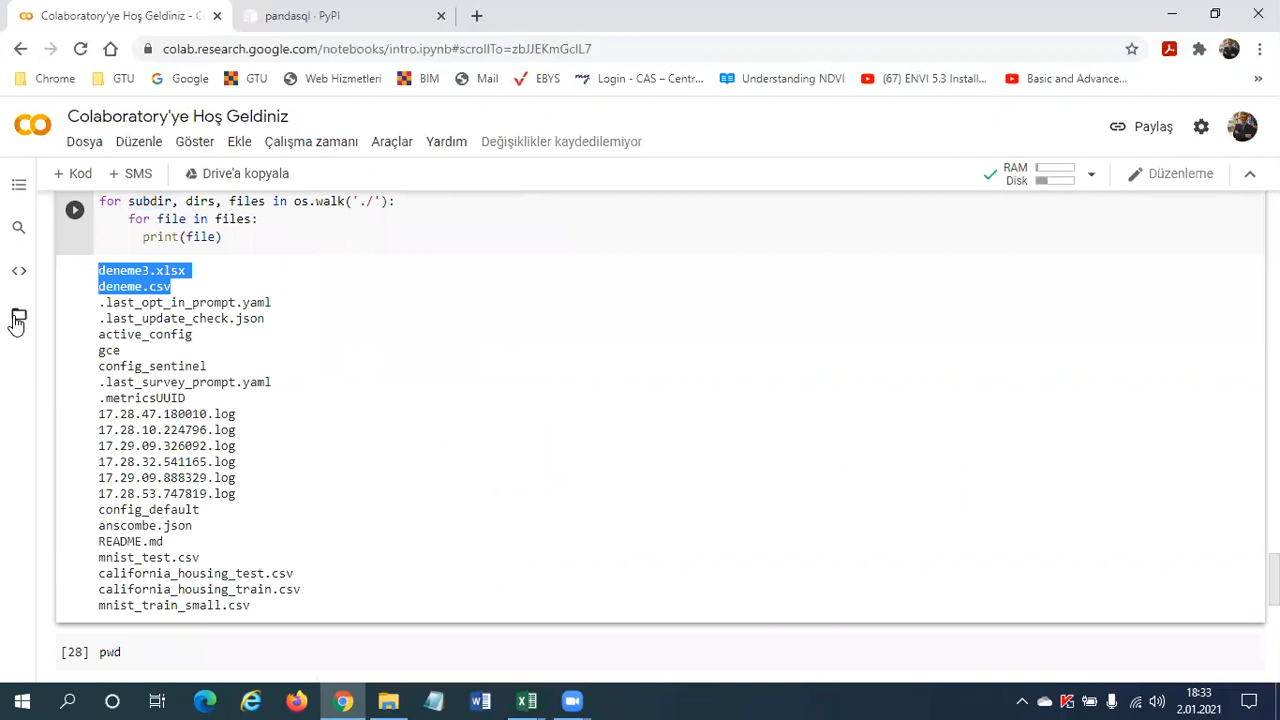 Colaboratory'ye Hoş Geldiniz - C
pandasql · PyPI
colab.research.google.com/notebooks/intro.ipynb#scrollTo=zbJJEKmGcIL7
Chrome
GTU
Google
GTU
Web Hizmetleri
BIM
Mail
EBYS
Login - CAS – Centr...
Understanding NDVI
(67) ENVI 5.3 Install...
Basic and Advance...
»
Colaboratory'ye Hoş Geldiniz
Paylaş
Dosya Düzenle Göster Ekle Çalışma zamanı Araçlar Yardım Değişiklikler kaydedilemiyor
+ Kod + SMS Drive'a kopyala
RAM
Disk
Düzenleme
for subdir, dirs, files in os.walk('./'):
for file in files:
print(file)
deneme3.xlsx
deneme.csv
.last_opt_in_prompt.yaml
.last_update_check.json
active_config
gce
config_sentinel
.last_survey_prompt.yaml
.metricsUUID
17.28.47.180010.log
17.28.10.224796.log
17.29.09.326092.log
17.28.32.541165.log
17.29.09.888329.log
17.28.53.747819.log
config_default
anscombe.json
README.md
mnist_test.csv
california_housing_test.csv
california_housing_train.csv
mnist_train_small.csv
[28] pwd
18:33
2.01.2021